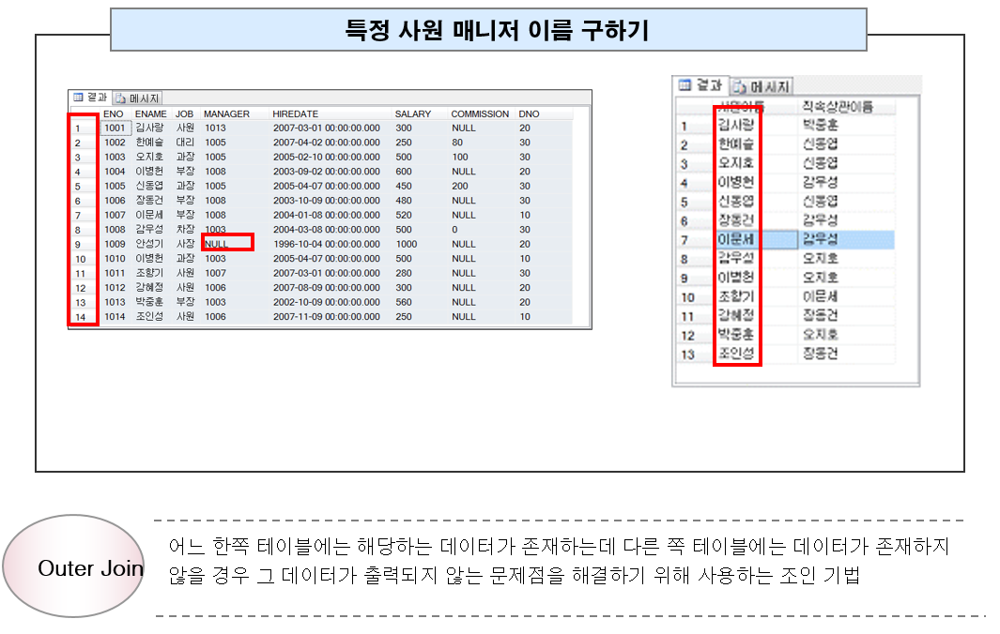 특정 사원 매니저 이름 구하기
결과 메시지
ENO ENAME JOB MANAGER HIREDATE SALARY COMMISSION DNO
1 1001 김사랑 사원 1013 2007-03-01 00:00:00.000 300 NULL 20
2 1002 한예슬 대리 1005 2007-04-02 00:00:00.000 250 80 30
3 1003 오지호 과장 1005 2005-02-10 00:00:00.000 500 100 30
4 1004 이병헌 부장 1008 2003-09-02 00:00:00.000 600 NULL 20
5 1005 신동엽 과장 1005 2005-04-07 00:00:00.000 450 200 30
6 1006 장동건 부장 1008 2003-10-09 00:00:00.000 480 NULL 30
7 1007 이문세 부장 1008 2004-01-08 00:00:00.000 520 NULL 10
8 1008 감우성 차장 1003 2004-03-08 00:00:00.000 500 0 30
9 1009 안성기 사장 NULL 1996-10-04 00:00:00.000 1000 NULL 20
10 1010 이병헌 과장 1003 2005-04-07 00:00:00.000 500 NULL 10
11 1011 조향기 사원 1007 2007-03-01 00:00:00.000 280 NULL 30
12 1012 강혜정 사원 1006 2007-08-09 00:00:00.000 300 NULL 20
13 1013 박중훈 부장 1003 2002-10-09 00:00:00.000 560 NULL 20
14 1014 조인성 사원 1006 2007-11-09 00:00:00.000 250 NULL 10
결과 메시지
사원이름 직속상관이름
1 김사랑 박중훈
2 한예슬 신동엽
3 오지호 신동엽
4 이병헌 감우성
5 신동엽 신동엽
6 장동건 감우성
7 이문세 감우성
8 감우성 오지호
9 이병헌 오지호
10 조향기 이문세
11 강혜정 장동건
12 박중훈 오지호
13 조인성 장동건
Outer Join
어느 한쪽 테이블에는 해당하는 데이터가 존재하는데 다른 쪽 테이블에는 데이터가 존재하지
않을 경우 그 데이터가 출력되지 않는 문제점을 해결하기 위해 사용하는 조인 기법